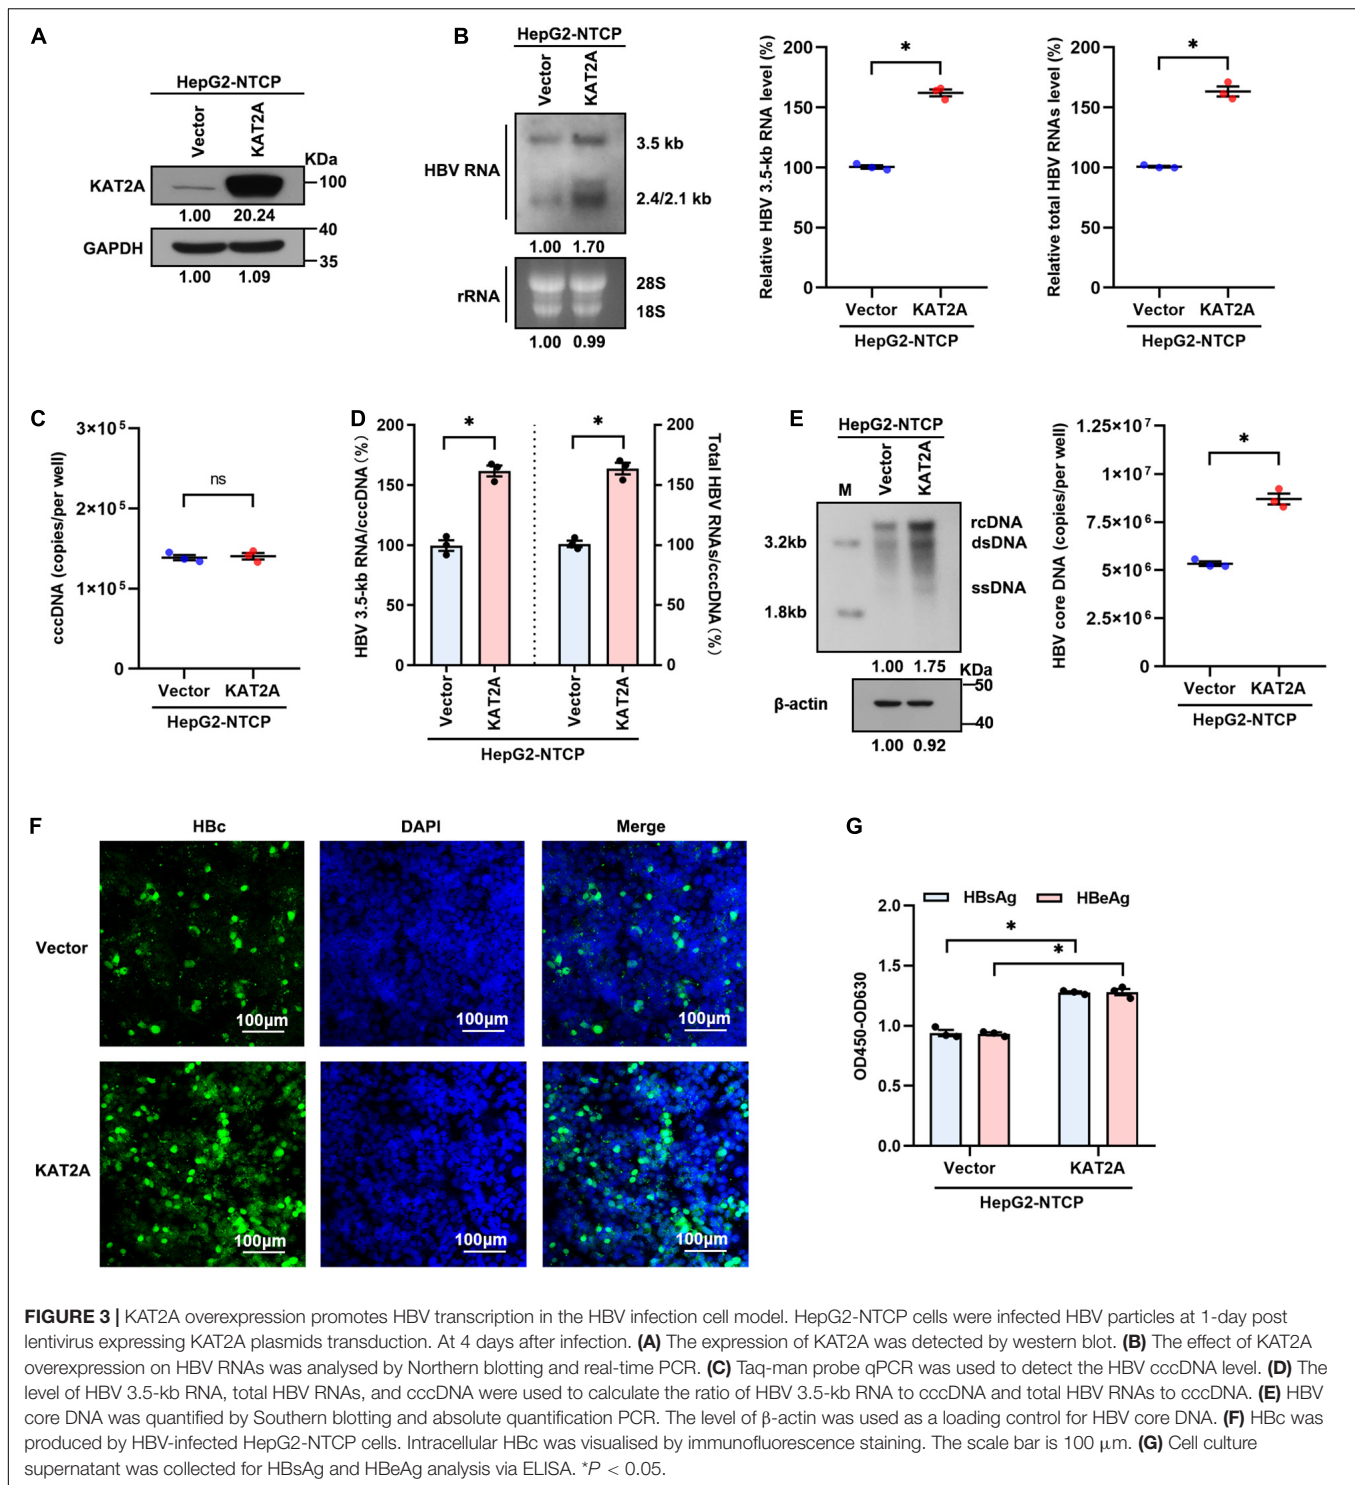 A
HepG2-NTCP
Vector
KAT2A
KDa
KAT2A
100
1.00 20.24
40
GAPDH
35
1.00 1.09
B
HepG2-NTCP
Vector
KAT2A
HBV RNA
3.5 kb
2.4/2.1 kb
1.00 1.70
rRNA
28S
18S
1.00 0.99
Relative HBV 3.5-kb RNA level (%)
200
150
100
50
0
*
Vector KAT2A
HepG2-NTCP
Relative total HBV RNAs level (%)
200
150
100
50
0
*
Vector KAT2A
HepG2-NTCP
C
cccDNA (copies/per well)
3×10⁵
2×10⁵
1×10⁵
0
ns
Vector KAT2A
HepG2-NTCP
D
HBV 3.5-kb RNA/cccDNA (%)
200
150
100
50
0
*
*
200
150
100
50
0
Total HBV RNAs/cccDNA (%)
Vector
KAT2A
Vector
KAT2A
HepG2-NTCP
E
HepG2-NTCP
M
Vector
KAT2A
rcDNA
3.2kb
dsDNA
ssDNA
1.8kb
1.00 1.75
KDa
50
β-actin
40
1.00 0.92
HBV core DNA (copies/per well)
1.25×10⁷
1×10⁷
7.5×10⁶
5×10⁶
2.5×10⁶
0
*
Vector KAT2A
HepG2-NTCP
F
HBc DAPI Merge
Vector
100μm 100μm 100μm
KAT2A
100μm 100μm 100μm
G
HBsAg HBeAg
OD450-OD630
2.0
1.5
1.0
0.5
0.0
*
*
Vector KAT2A
HepG2-NTCP
FIGURE 3 | KAT2A overexpression promotes HBV transcription in the HBV infection cell model. HepG2-NTCP cells were infected HBV particles at 1-day post
lentivirus expressing KAT2A plasmids transduction. At 4 days after infection. (A) The expression of KAT2A was detected by western blot. (B) The effect of KAT2A
overexpression on HBV RNAs was analysed by Northern blotting and real-time PCR. (C) Taq-man probe qPCR was used to detect the HBV cccDNA level. (D) The
level of HBV 3.5-kb RNA, total HBV RNAs, and cccDNA were used to calculate the ratio of HBV 3.5-kb RNA to cccDNA and total HBV RNAs to cccDNA. (E) HBV
core DNA was quantified by Southern blotting and absolute quantification PCR. The level of β-actin was used as a loading control for HBV core DNA. (F) HBc was
produced by HBV-infected HepG2-NTCP cells. Intracellular HBc was visualised by immunofluorescence staining. The scale bar is 100 μm. (G) Cell culture
supernatant was collected for HBsAg and HBeAg analysis via ELISA. *P < 0.05.